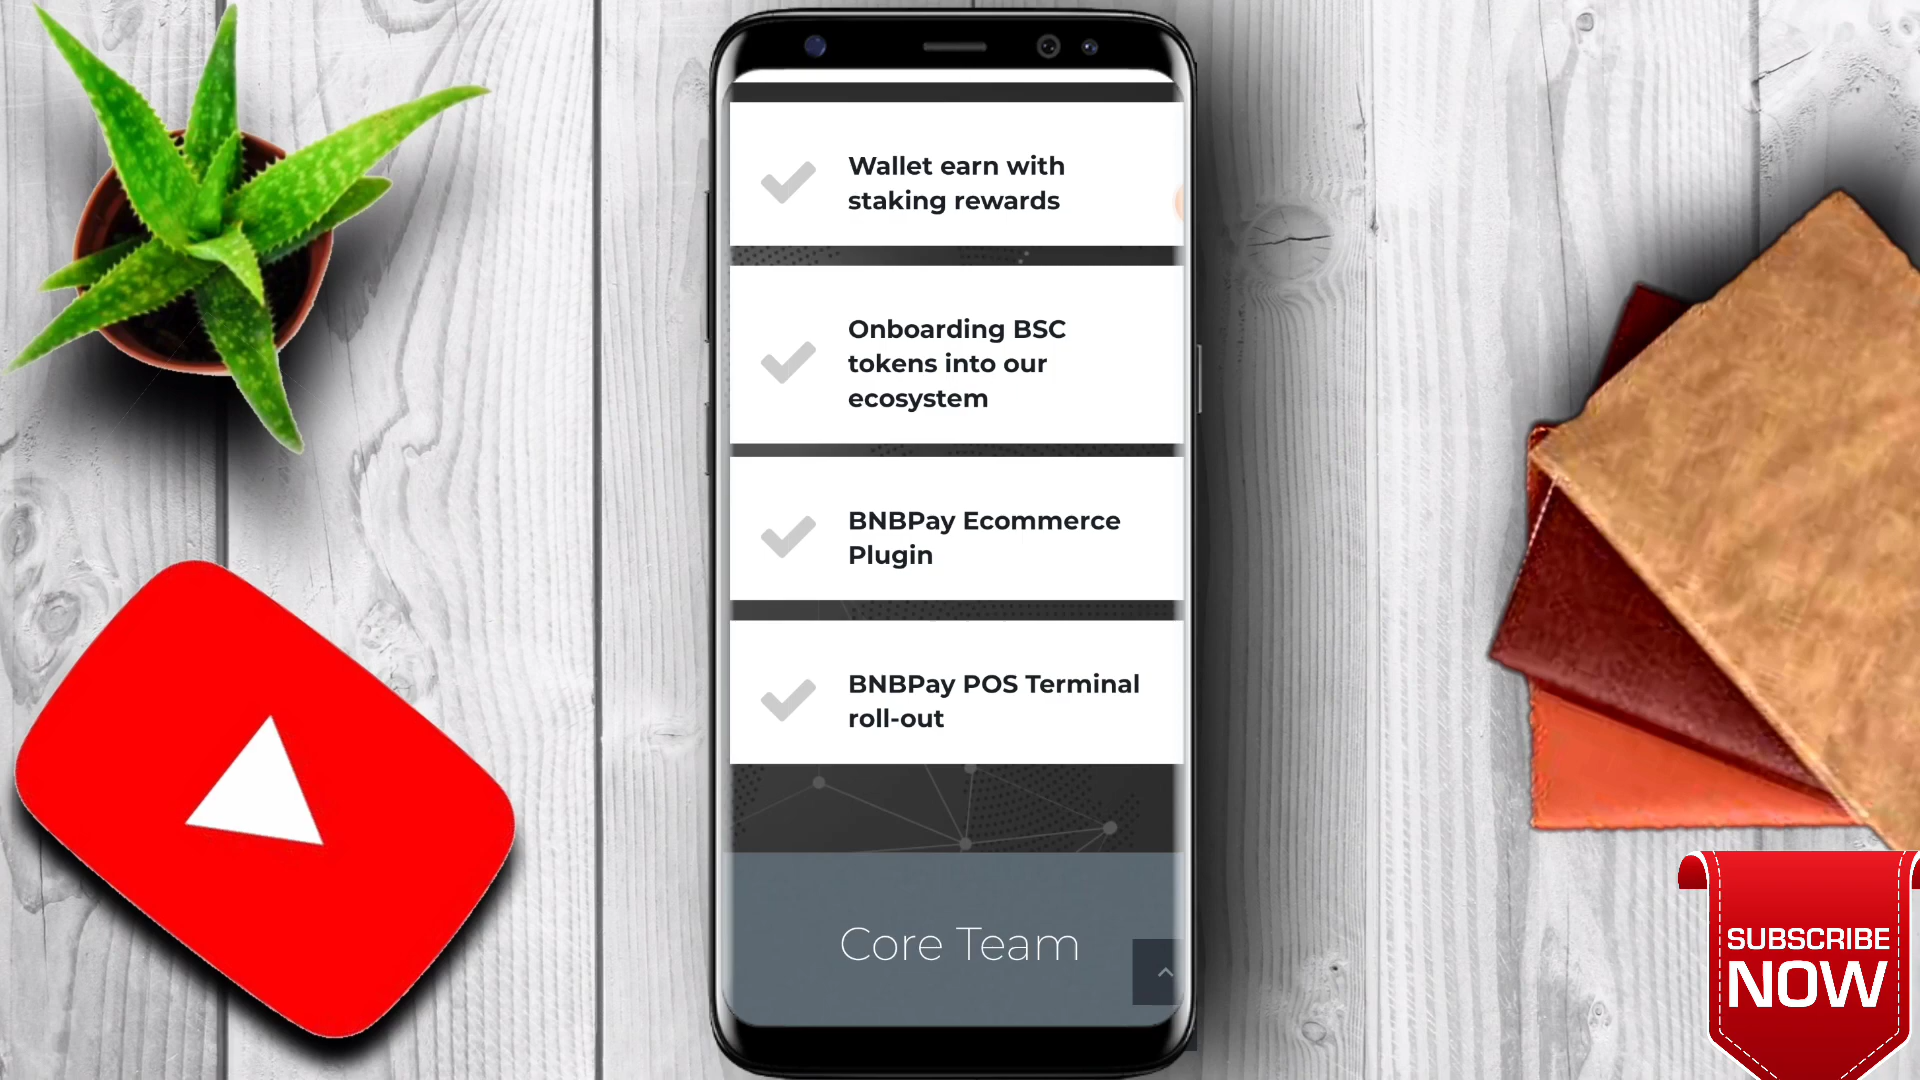 Wallet earn with
staking rewards
Onboarding BSC
tokens into our
ecosystem
BNBPay Ecommerce
Plugin
BNBPay POS Terminal
roll-out
Core Team
SUBSCRIBE
NOW